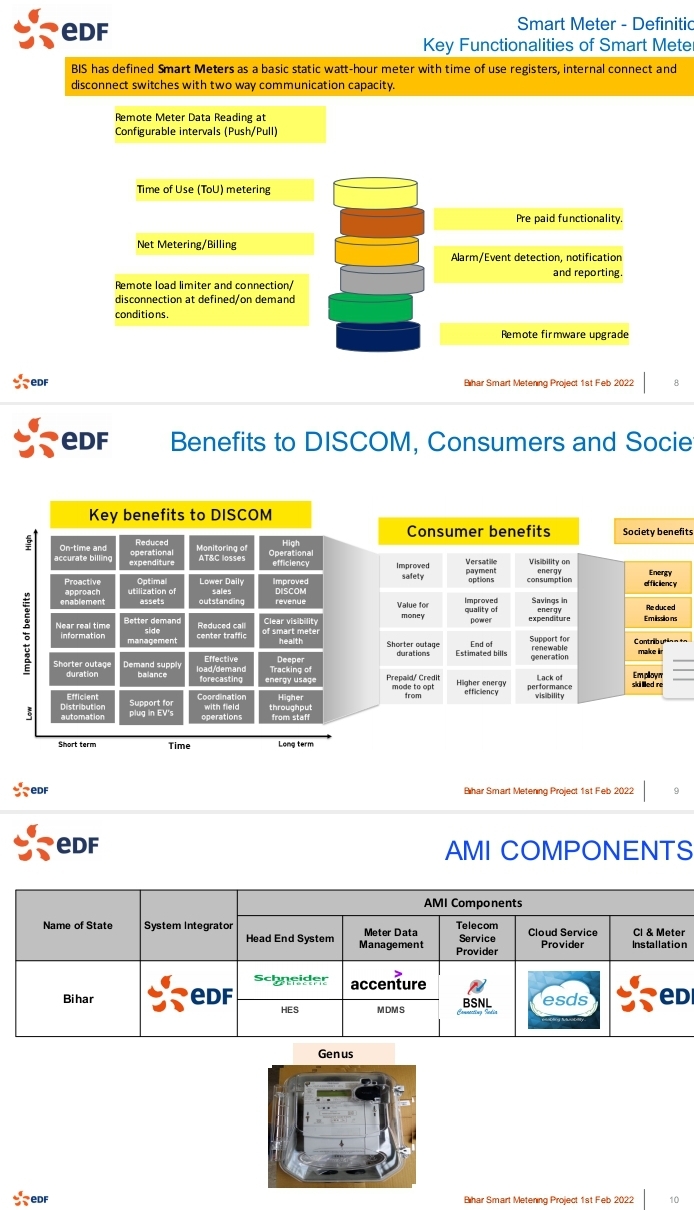 eDF
Smart Meter - Definitio
Key Functionalities of Smart Meter
BIS has defined Smart Meters as a basic static watt-hour meter with time of use registers, internal connect and
disconnect switches with two way communication capacity.
Remote Meter Data Reading at
Configurable intervals (Push/Pull)
Time of Use (ToU) metering
Pre paid functionality.
Net Metering/Billing
Alarm/Event detection, notification
and reporting.
Remote load limiter and connection/
disconnection at defined/on demand
conditions.
Remote firmware upgrade
eDF
Bihar Smart Metering Project 1st Feb 2022
8
eDF
Benefits to DISCOM, Consumers and Societ
Key benefits to DISCOM
High
Impact of benefits
Low
On-time and
accurate billing
Reduced
operational
expenditure
Monitoring of
AT&C losses
High
Operational
efficiency
Proactive
approach
enablement
Optimal
utilization of
assets
Lower Daily
sales
outstanding
Improved
DISCOM
revenue
Near real time
information
Better demand
side
management
Reduced call
center traffic
Clear visibility
of smart meter
health
Shorter outage
duration
Demand supply
balance
Effective
load/demand
forecasting
Deeper
Tracking of
energy usage
Efficient
Distribution
automation
Support for
plug in EV's
Coordination
with field
operations
Higher
throughput
from staff
Short term
Time
Long term
Consumer benefits
Improved
safety
Versatile
payment
options
Visibility on
energy
consumption
Value for
money
Improved
quality of
power
Savings in
energy
expenditure
Shorter outage
durations
End of
Estimated bills
Support for
renewable
generation
Prepaid/ Credit
mode to opt
from
Higher energy
efficiency
Lack of
performance
visibility
Society benefits
Energy
efficiency
Reduced
Emissions
Contribution to
make in
Employm
skilled re
eDF
Bihar Smart Metering Project 1st Feb 2022
9
eDF
AMI COMPONENTS
Name of State
System Integrator
AMI Components
Head End System
Meter Data
Management
Telecom
Service
Provider
Cloud Service
Provider
CI & Meter
Installation
Bihar
eDF
Schneider
Electric
HES
accenture
MDMS
BSNL
Connecting India
esds
eDF
Genus
eDF
Bihar Smart Metering Project 1st Feb 2022
10